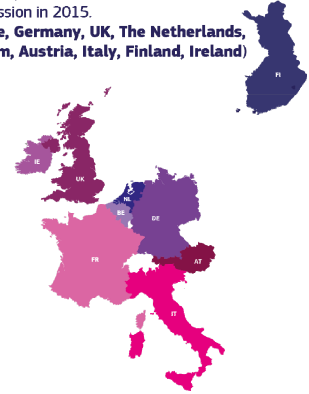 ssion in 2015.
e, Germany, UK, The Netherlands,
m, Austria, Italy, Finland, Ireland)
FI
IE
UK
NL
BE
DE
FR
AT
IT